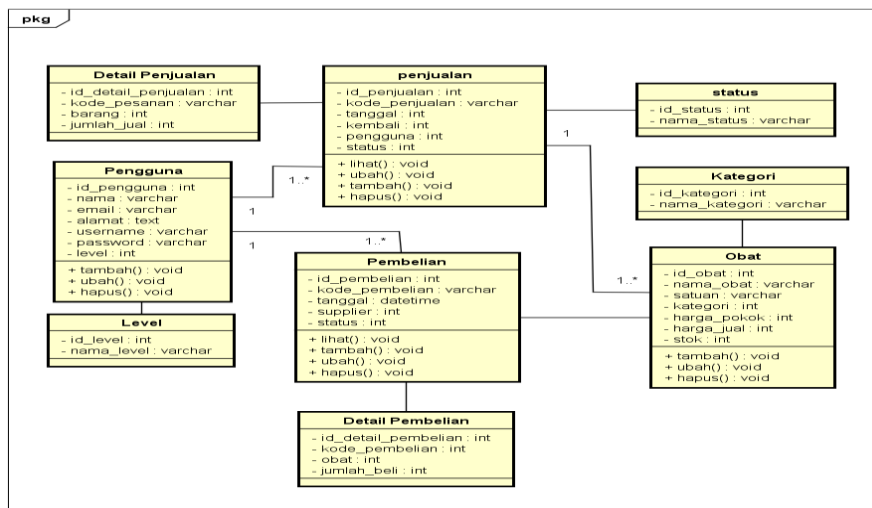 pkg
Detail Penjualan
- id_detail_penjualan : int
- kode_pesanan : varchar
- barang : int
- jumlah_jual : int
penjualan
- id_penjualan : int
- kode_penjualan : varchar
- tanggal : int
- kembali : int
- pengguna : int
- status : int
+ lihat() : void
+ ubah() : void
+ tambah() : void
+ hapus() : void
status
- id_status : int
- nama_status : varchar
1
Pengguna
- id_pengguna : int
- nama : varchar
- email : varchar
- alamat : text
- username : varchar
- password : varchar
- level : int
+ tambah() : void
+ ubah() : void
+ hapus() : void
1..*
1
1
1..*
Kategori
- id_kategori : int
- nama_kategori : varchar
Pembelian
- id_pembelian : int
- kode_pembelian : varchar
- tanggal : datetime
- supplier : int
- status : int
+ lihat() : void
+ tambah() : void
+ ubah() : void
+ hapus() : void
1..*
Obat
- id_obat : int
- nama_obat : varchar
- satuan : varchar
- kategori : int
- harga_pokok : int
- harga_jual : int
- stok : int
+ tambah() : void
+ ubah() : void
+ hapus() : void
Level
- id_level : int
- nama_level : varchar
Detail Pembelian
- id_detail_pembelian : int
- kode_pembelian : int
- obat : int
- jumlah_beli : int